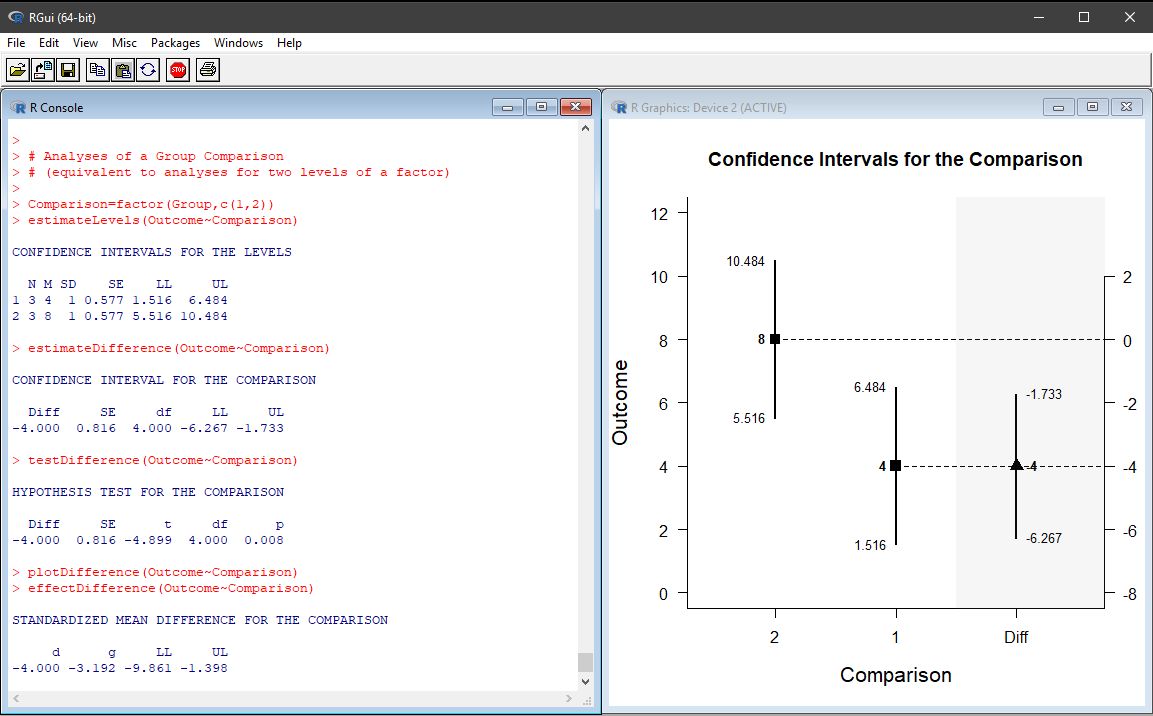 RGui (64-bit)
File Edit View Misc Packages Windows Help
STOP
R Console
>
> # Analyses of a Group Comparison
> # (equivalent to analyses for two levels of a factor)
>
> Comparison=factor(Group,c(1,2))
> estimateLevels(Outcome~Comparison)
CONFIDENCE INTERVALS FOR THE LEVELS
N M SD SE LL UL
1 3 4 1 0.577 1.516 6.484
2 3 8 1 0.577 5.516 10.484
> estimateDifference(Outcome~Comparison)
CONFIDENCE INTERVAL FOR THE COMPARISON
Diff SE df LL UL
-4.000 0.816 4.000 -6.267 -1.733
> testDifference(Outcome~Comparison)
HYPOTHESIS TEST FOR THE COMPARISON
Diff SE t df p
-4.000 0.816 -4.899 4.000 0.008
> plotDifference(Outcome~Comparison)
> effectDifference(Outcome~Comparison)
STANDARDIZED MEAN DIFFERENCE FOR THE COMPARISON
d g LL UL
-4.000 -3.192 -9.861 -1.398
R Graphics: Device 2 (ACTIVE)
Confidence Intervals for the Comparison
Outcome
12
10
8
6
4
2
0
10.484
8
5.516
6.484
4
1.516
-1.733
-4
-6.267
2
0
-2
-4
-6
-8
2 1 Diff
Comparison